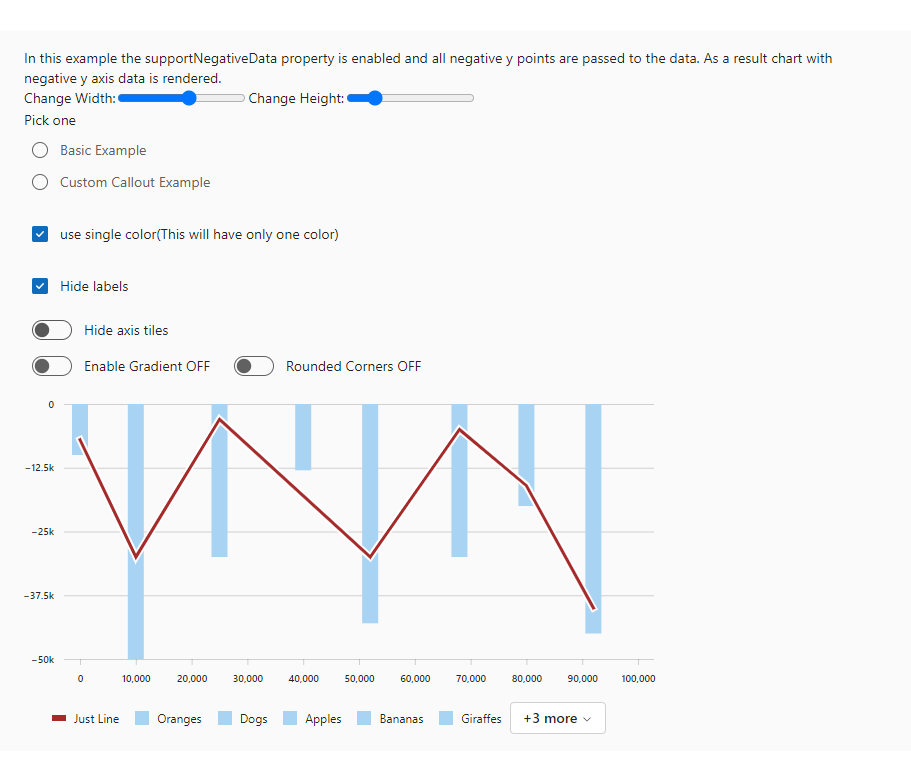 In this example the supportNegativeData property is enabled and all negative y points are passed to the data. As a result chart with
negative y axis data is rendered.
Change Width: Change Height:
Pick one
Basic Example
Custom Callout Example
use single color(This will have only one color)
Hide labels
Hide axis tiles
Enable Gradient OFF Rounded Corners OFF
0
−12.5k
−25k
−37.5k
−50k
0 10,000 20,000 30,000 40,000 50,000 60,000 70,000 80,000 90,000 100,000
Just Line Oranges Dogs Apples Bananas Giraffes +3 more